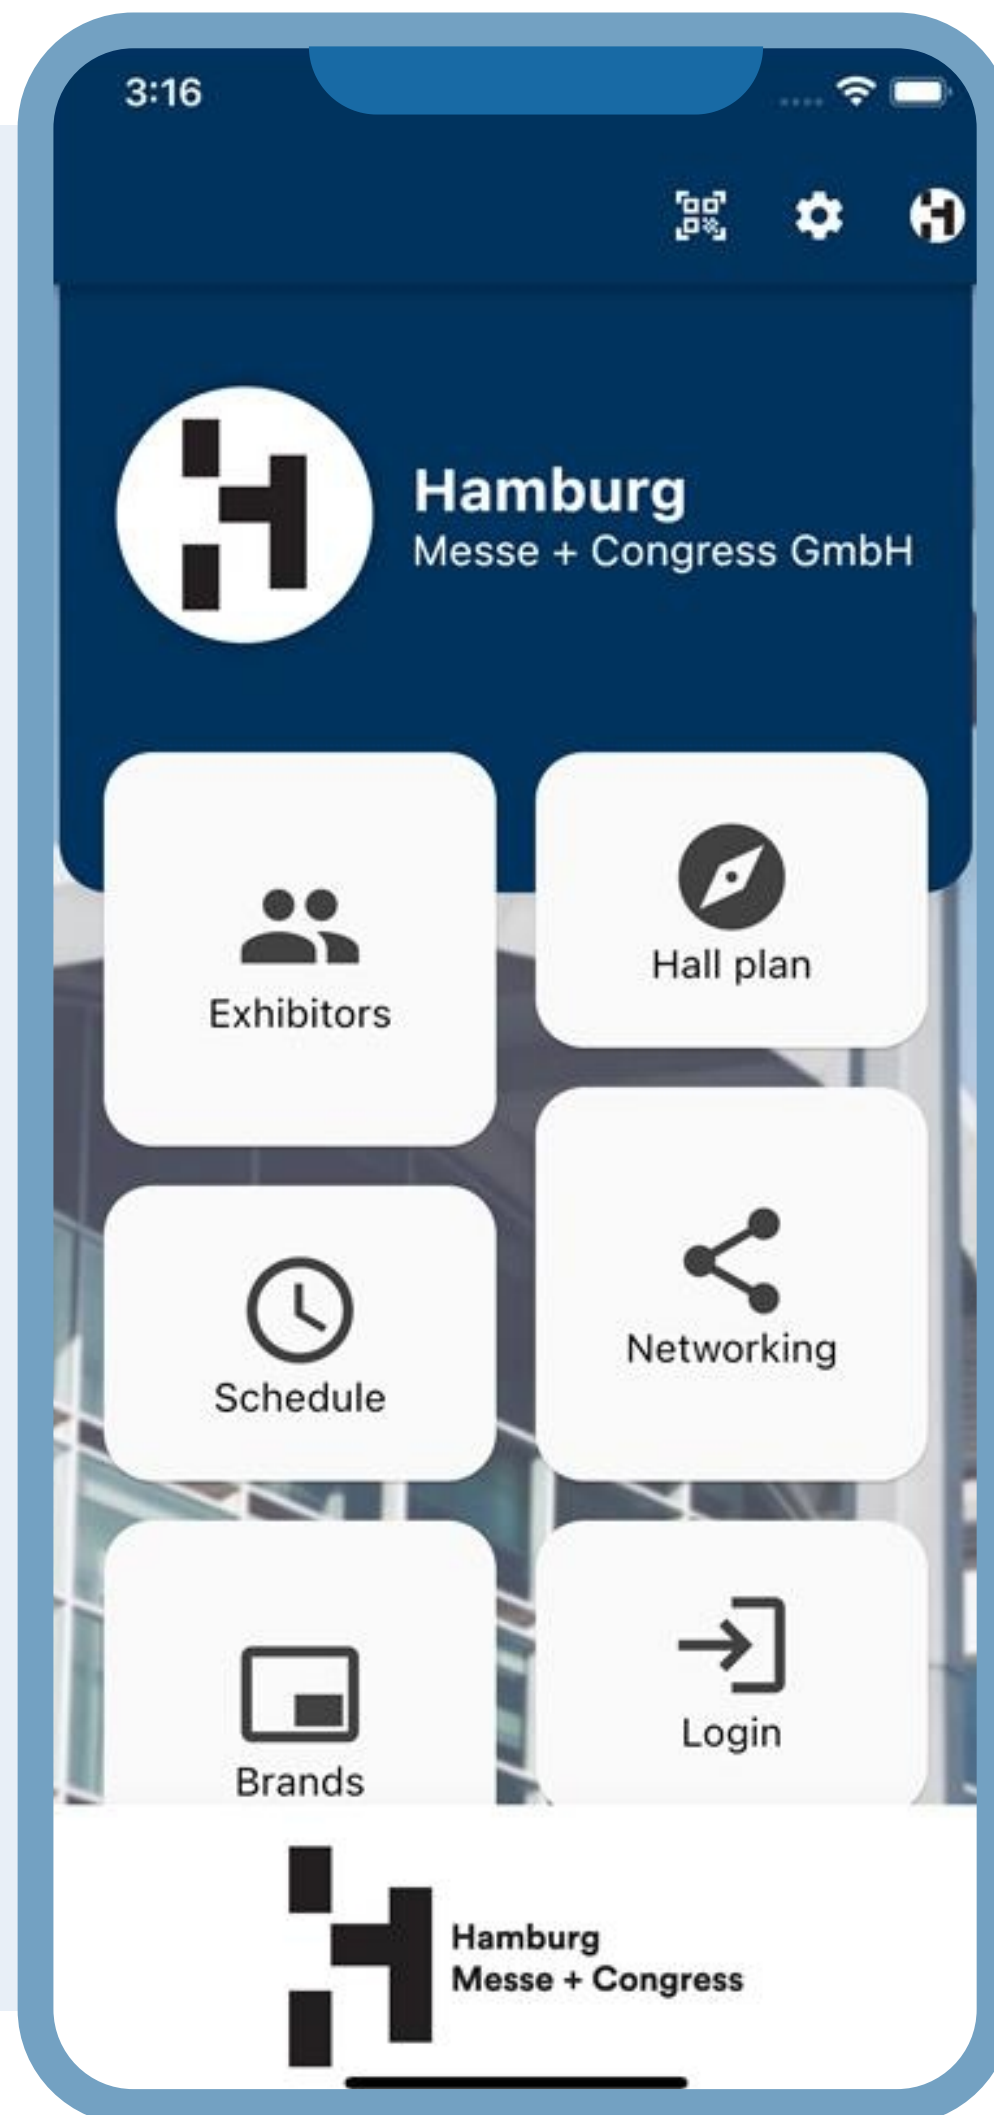 3:16
Hamburg
Messe + Congress GmbH
Exhibitors
Hall plan
Schedule
Networking
Brands
Login
Hamburg
Messe + Congress